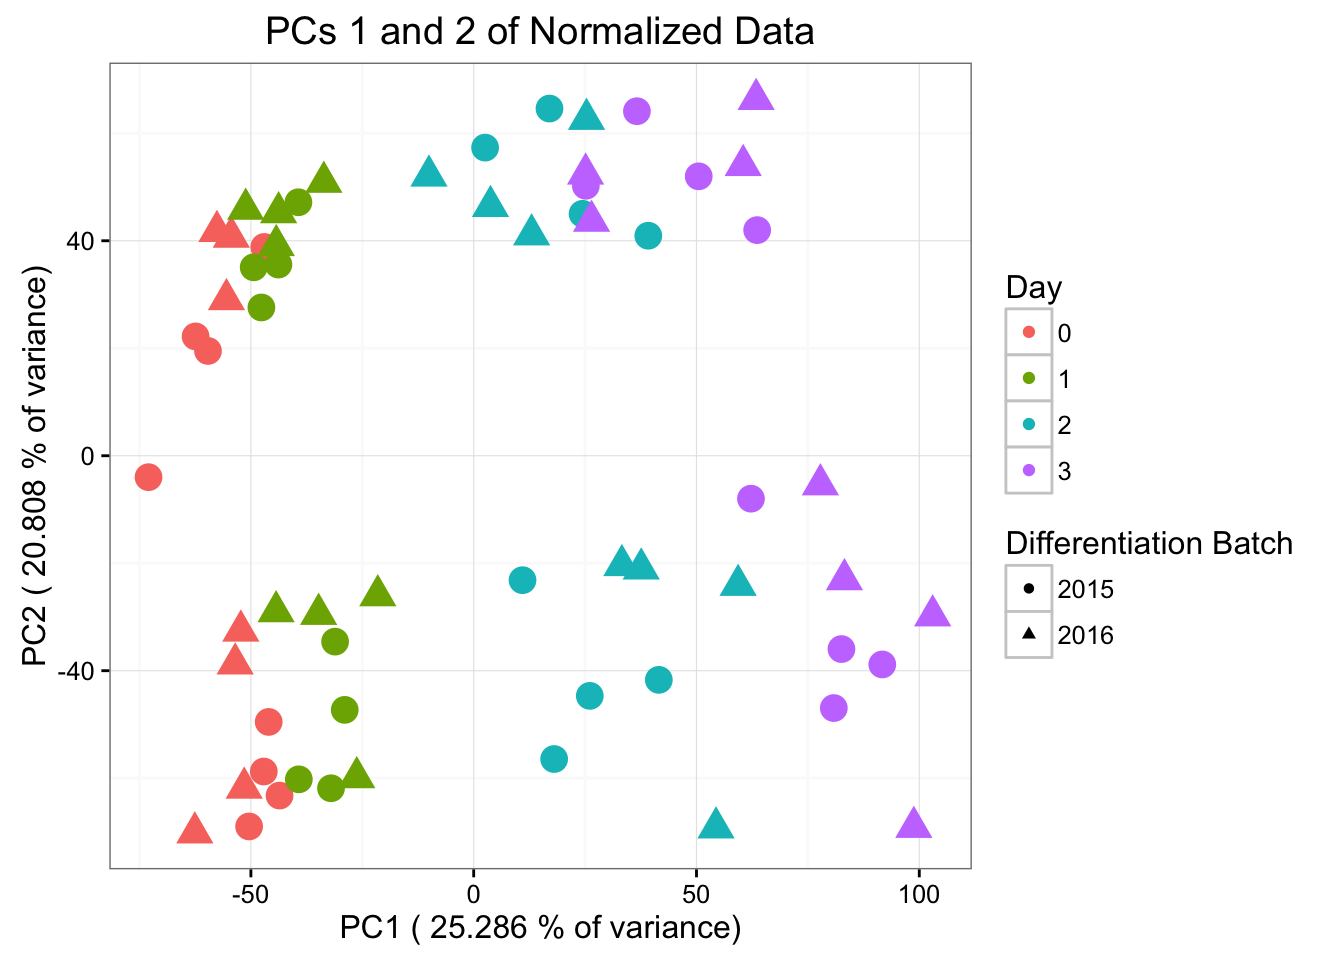 PCs 1 and 2 of Normalized Data
PC2 ( 20.808 % of variance)
40
0
-40
-50
0
50
100
PC1 ( 25.286 % of variance)
Day
0
1
2
3
Differentiation Batch
2015
2016